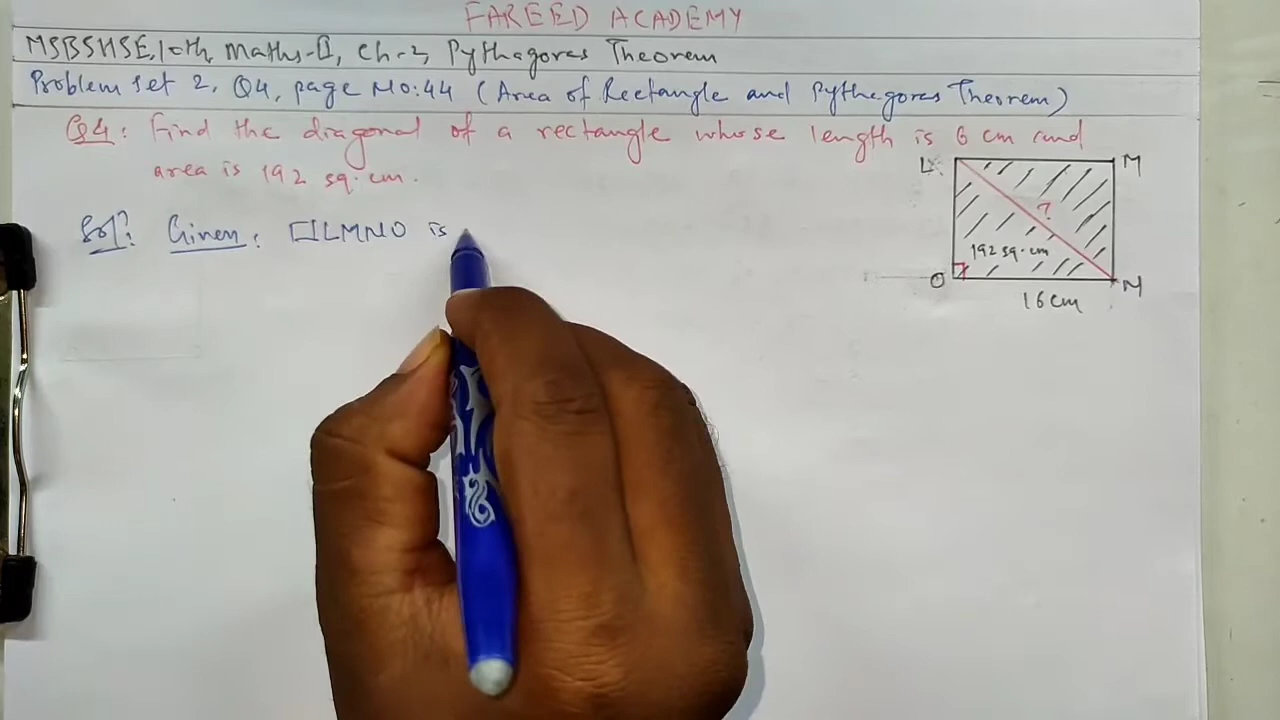 FAREED ACADEMY
MSBSHSE, 10th, Maths-II, Ch-2, Pythagores Theorem
Problem set 2, Q4, page No:44 (Area of Rectangle and Pythagores Theorem)
Q4: Find the diagonal of a rectangle whose length is 6 cm and
area is 192 sq.cm.
L M
?
192 sq.cm
O M
16 cm
Sol?: Given: □LMNO is